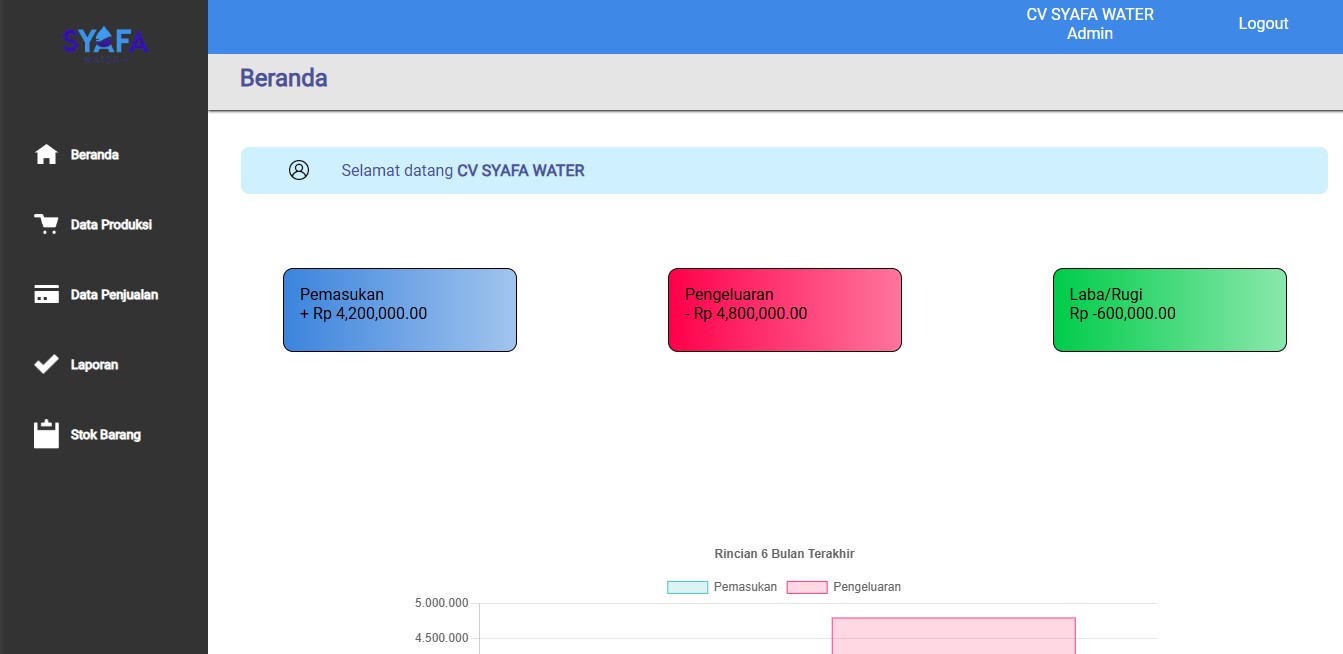 SYAFA
WATER
CV SYAFA WATER
Admin
Logout
Beranda
Beranda
Data Produksi
Data Penjualan
Laporan
Stok Barang
Selamat datang CV SYAFA WATER
Pemasukan
+ Rp 4,200,000.00
Pengeluaran
- Rp 4,800,000.00
Laba/Rugi
Rp -600,000.00
Rincian 6 Bulan Terakhir
Pemasukan
Pengeluaran
5.000.000
4.500.000